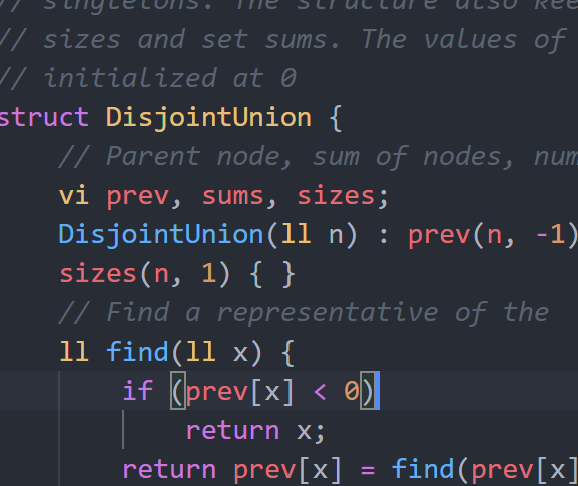 // singletons. The structure also kee
// sizes and set sums. The values of
// initialized at 0
struct DisjointUnion {
// Parent node, sum of nodes, num
vi prev, sums, sizes;
DisjointUnion(ll n) : prev(n, -1)
sizes(n, 1) { }
// Find a representative of the
ll find(ll x) {
if (prev[x] < 0)
return x;
return prev[x] = find(prev[x]